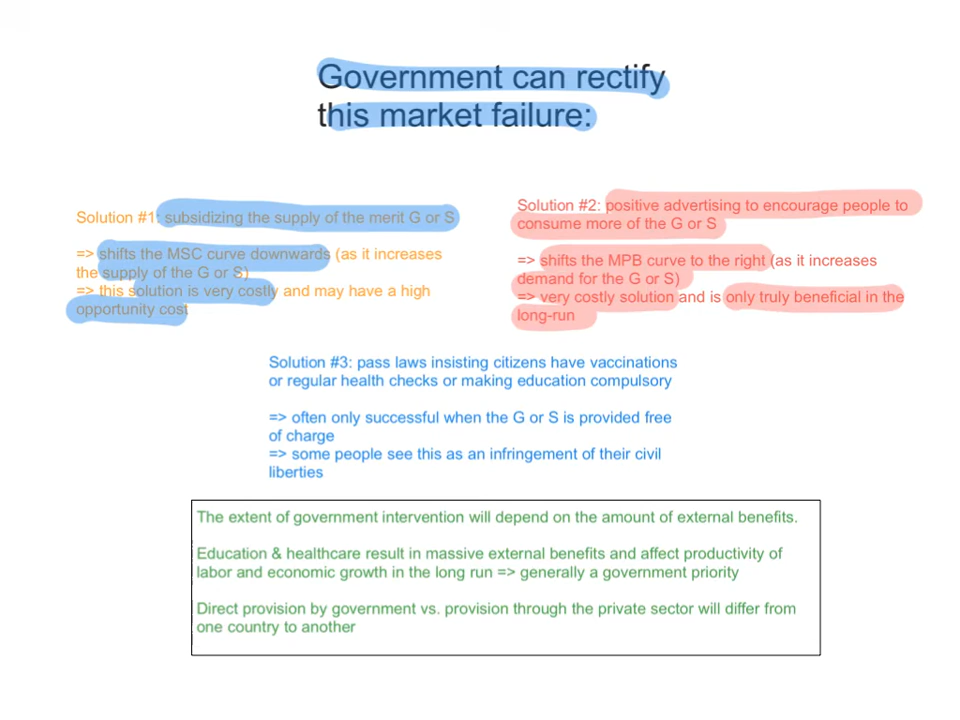 Government can rectify
this market failure:
Solution #1: subsidizing the supply of the merit G or S
=> shifts the MSC curve downwards (as it increases
the supply of the G or S)
=> this solution is very costly and may have a high
opportunity cost
Solution #2: positive advertising to encourage people to
consume more of the G or S
=> shifts the MPB curve to the right (as it increases
demand for the G or S)
=> very costly solution and is only truly beneficial in the
long-run
Solution #3: pass laws insisting citizens have vaccinations
or regular health checks or making education compulsory
=> often only successful when the G or S is provided free
of charge
=> some people see this as an infringement of their civil
liberties
The extent of government intervention will depend on the amount of external benefits.
Education & healthcare result in massive external benefits and affect productivity of
labor and economic growth in the long run => generally a government priority
Direct provision by government vs. provision through the private sector will differ from
one country to another